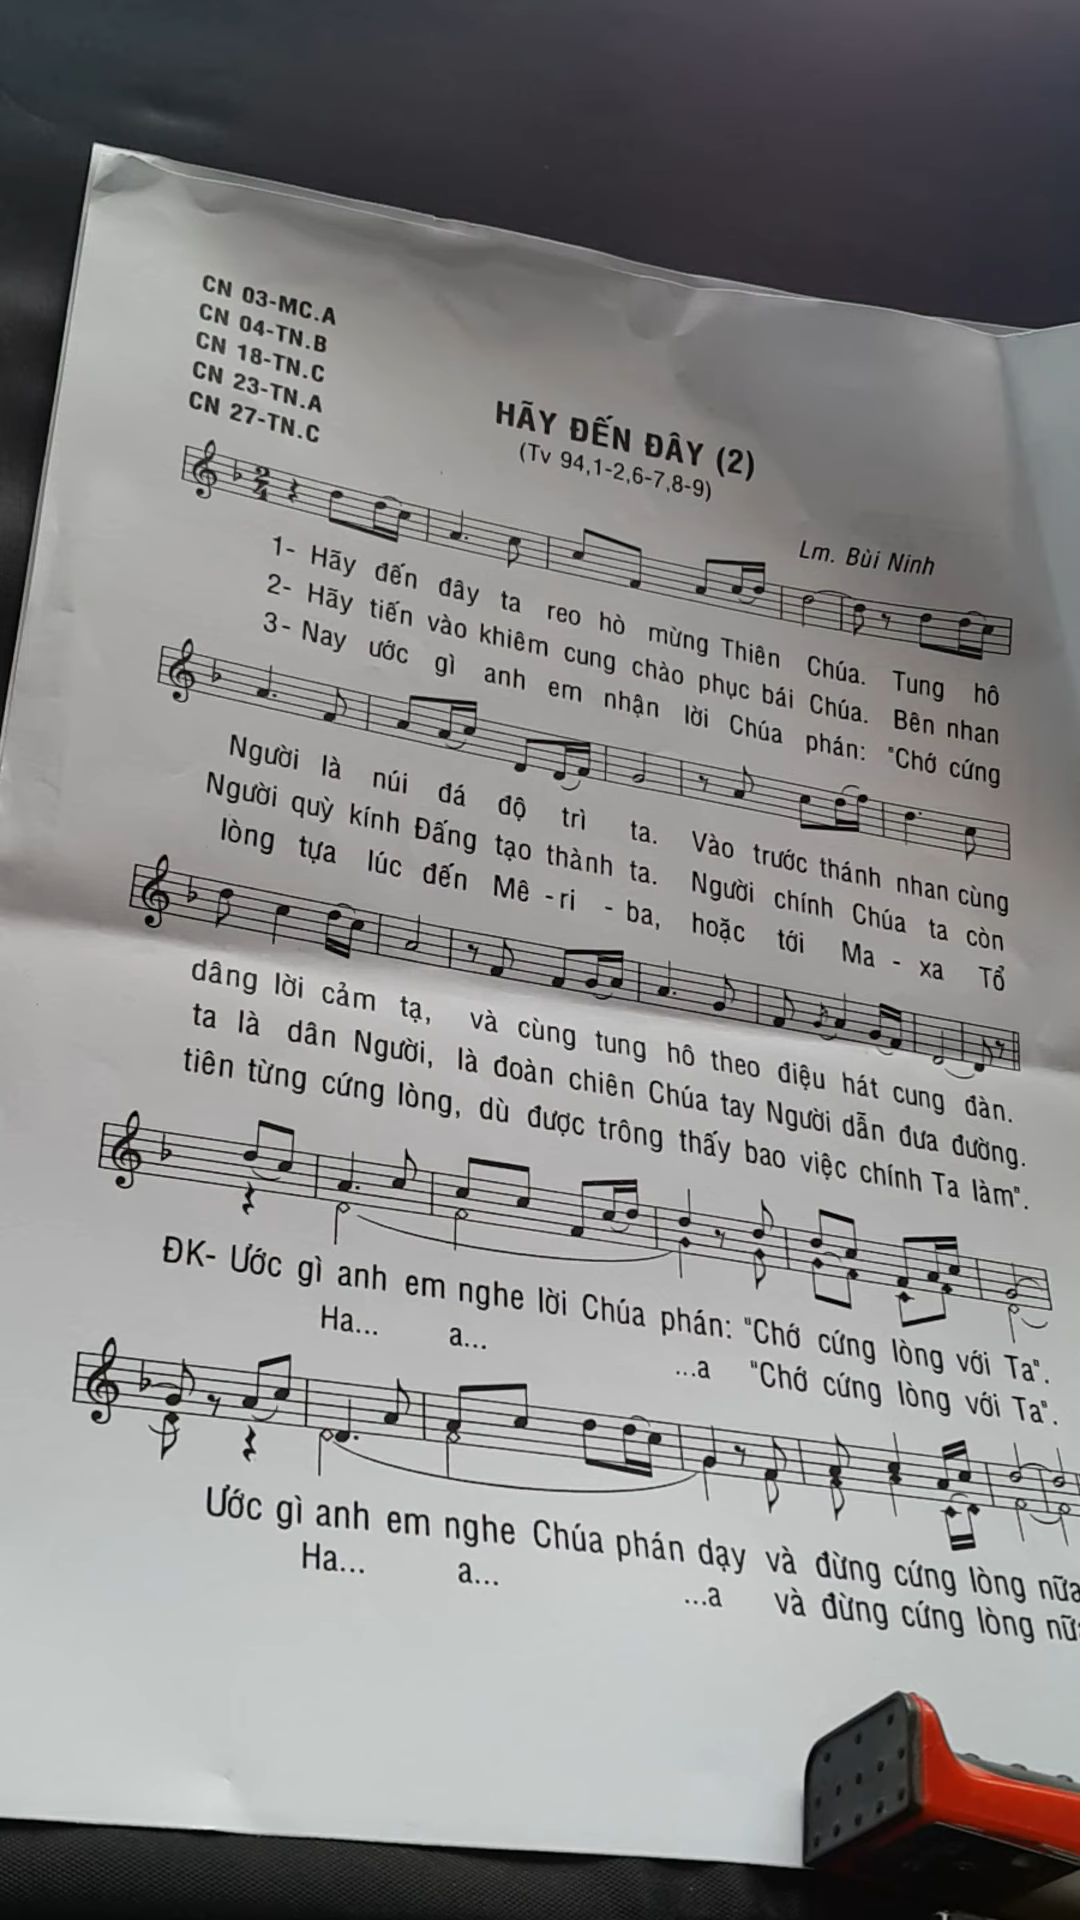 CN 03-MC.A
CN 04-TN.B
CN 18-TN.C
CN 23-TN.A
CN 27-TN.C
HÃY ĐẾN ĐÂY (2)
(Tv 94,1-2,6-7,8-9)
Lm. Bùi Ninh
1- Hãy đến đây ta reo hò mừng Thiên Chúa. Tung hô
2- Hãy tiến vào khiêm cung chào phục bái Chúa. Bên nhan
3- Nay ước gì anh em nhận lời Chúa phán: "Chớ cứng
Người là núi đá độ trì ta. Vào trước thánh nhan cùng
Người quỳ kính Đấng tạo thành ta. Người chính Chúa ta còn
lòng tựa lúc đến Mê - ri - ba, hoặc tới Ma - xa Tổ
dâng lời cảm tạ, và cùng tung hô theo điệu hát cung đàn.
ta là dân Người, là đoàn chiên Chúa tay Người dẫn đưa đường.
tiên từng cứng lòng, dù được trông thấy bao việc chính Ta làm".
ĐK- Ước gì anh em nghe lời Chúa phán: "Chớ cứng lòng với Ta".
Ha... a... ...a "Chớ cứng lòng với Ta".
Ước gì anh em nghe Chúa phán dạy và đừng cứng lòng nữa
Ha... a... ...a và đừng cứng lòng